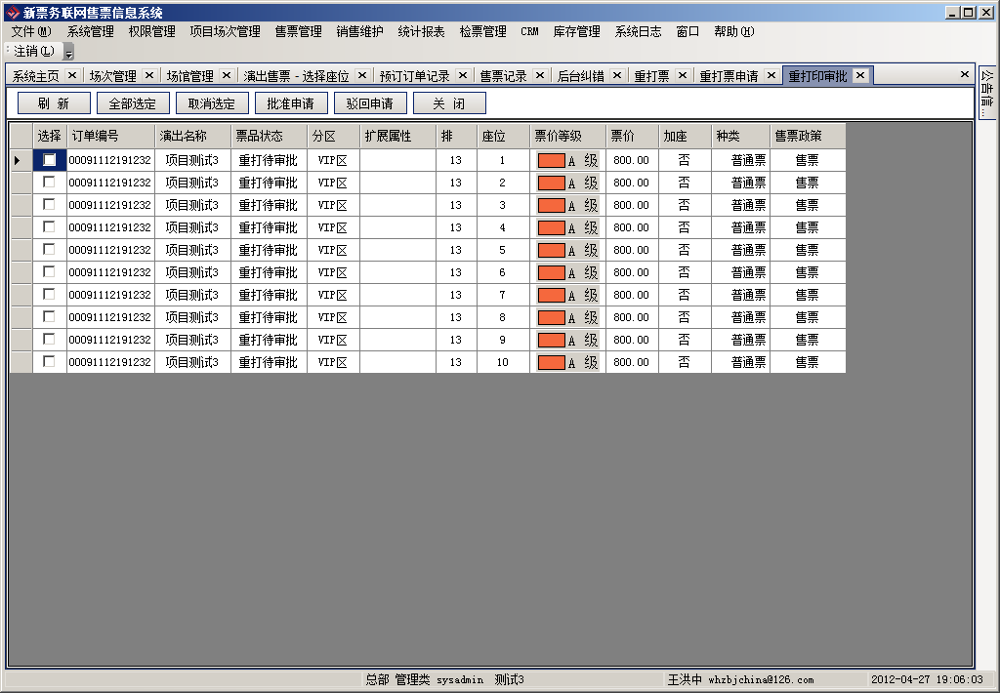 新票务联网售票信息系统
文件(M) 系统管理 权限管理 项目场次管理 售票管理 销售维护 统计报表 检票管理 CRM 库存管理 系统日志 窗口 帮助(H)
注销(L)
系统主页 场次管理 场馆管理 演出售票 - 选择座位 预订订单记录 售票记录 后台纠错 重打票 重打票申请 重打印审批
公告信...
刷 新 全部选定 取消选定 批准申请 驳回申请 关 闭
选择 订单编号 演出名称 票品状态 分区 扩展属性 排 座位 票价等级 票价 加座 种类 售票政策
00091112191232 项目测试3 重打待审批 VIP区 13 1 A 级 800.00 否 普通票 售票
00091112191232 项目测试3 重打待审批 VIP区 13 2 A 级 800.00 否 普通票 售票
00091112191232 项目测试3 重打待审批 VIP区 13 3 A 级 800.00 否 普通票 售票
00091112191232 项目测试3 重打待审批 VIP区 13 4 A 级 800.00 否 普通票 售票
00091112191232 项目测试3 重打待审批 VIP区 13 5 A 级 800.00 否 普通票 售票
00091112191232 项目测试3 重打待审批 VIP区 13 6 A 级 800.00 否 普通票 售票
00091112191232 项目测试3 重打待审批 VIP区 13 7 A 级 800.00 否 普通票 售票
00091112191232 项目测试3 重打待审批 VIP区 13 8 A 级 800.00 否 普通票 售票
00091112191232 项目测试3 重打待审批 VIP区 13 9 A 级 800.00 否 普通票 售票
00091112191232 项目测试3 重打待审批 VIP区 13 10 A 级 800.00 否 普通票 售票
总部 管理类 sysadmin 测试3 王洪中 whzbjchina@126.com 2012-04-27 19:06:03